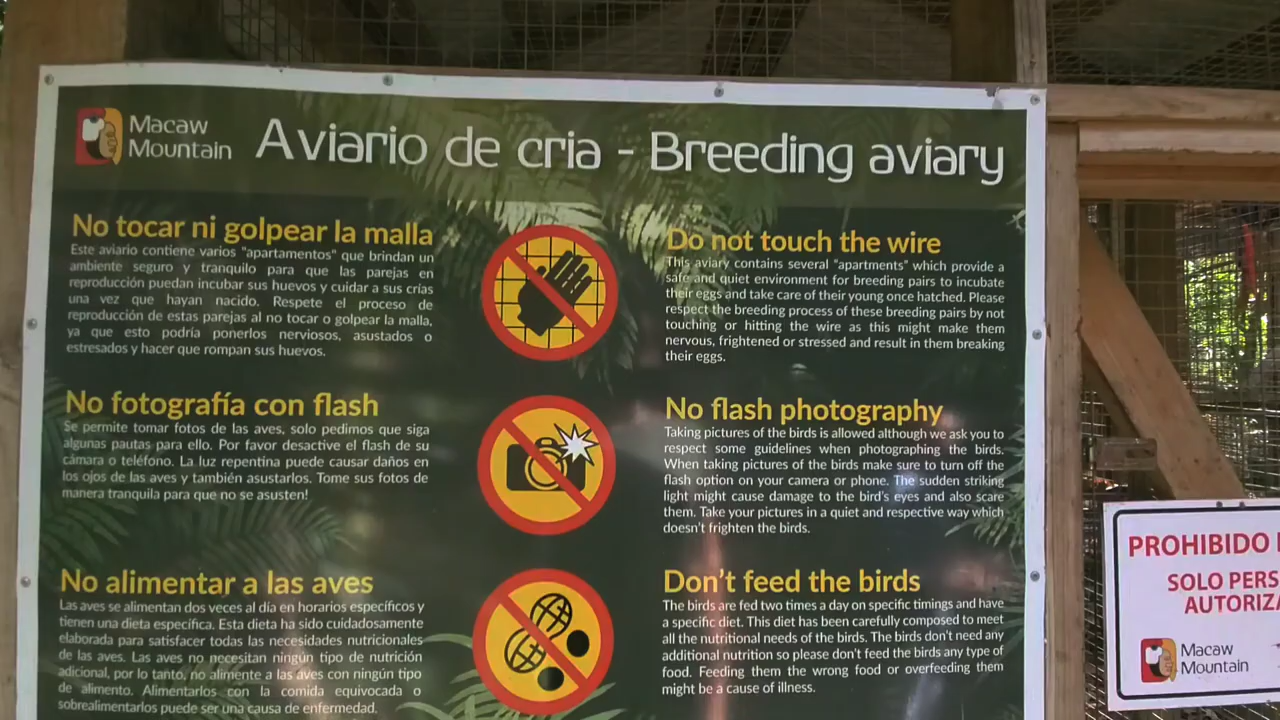 Macaw
Mountain
Aviario de cria - Breeding aviary
No tocar ni golpear la malla
Este aviario contiene varios "apartamentos" que brindan un
ambiente seguro y tranquilo para que las parejas en
reproducción puedan incubar sus huevos y cuidar a sus crías
una vez que hayan nacido. Respete el proceso de
reproducción de estas parejas al no tocar o golpear la malla,
ya que esto podría ponerlos nerviosos, asustados o
estresados y hacer que rompan sus huevos.
Do not touch the wire
This aviary contains several "apartments" which provide a
safe and quiet environment for breeding pairs to incubate
their eggs and take care of their young once hatched. Please
respect the breeding process of these breeding pairs by not
touching or hitting the wire as this might make them
nervous, frightened or stressed and result in them breaking
their eggs.
No fotografía con flash
Se permite tomar fotos de las aves, solo pedimos que siga
algunas pautas para ello. Por favor desactive el flash de su
cámara o teléfono. La luz repentina puede causar daños en
los ojos de las aves y también asustarlos. Tome sus fotos de
manera tranquila para que no se asusten!
No flash photography
Taking pictures of the birds is allowed although we ask you to
respect some guidelines when photographing the birds.
When taking pictures of the birds make sure to turn off the
flash option on your camera or phone. The sudden striking
light might cause damage to the bird's eyes and also scare
them. Take your pictures in a quiet and respective way which
doesn't frighten the birds.
No alimentar a las aves
Las aves se alimentan dos veces al día en horarios específicos y
tienen una dieta específica. Esta dieta ha sido cuidadosamente
elaborada para satisfacer todas las necesidades nutricionales
de las aves. Las aves no necesitan ningún tipo de nutrición
adicional, por lo tanto, no alimente a las aves con ningún tipo
de alimento. Alimentarlos con la comida equivocada o
sobrealimentarlos puede ser una causa de enfermedad.
Don't feed the birds
The birds are fed two times a day on specific timings and have
a specific diet. This diet has been carefully composed to meet
all the nutritional needs of the birds. The birds don't need any
additional nutrition so please don't feed the birds any type of
food. Feeding them the wrong food or overfeeding them
might be a cause of illness.
PROHIBIDO
SOLO PERS
AUTORIZA
Macaw
Mountain